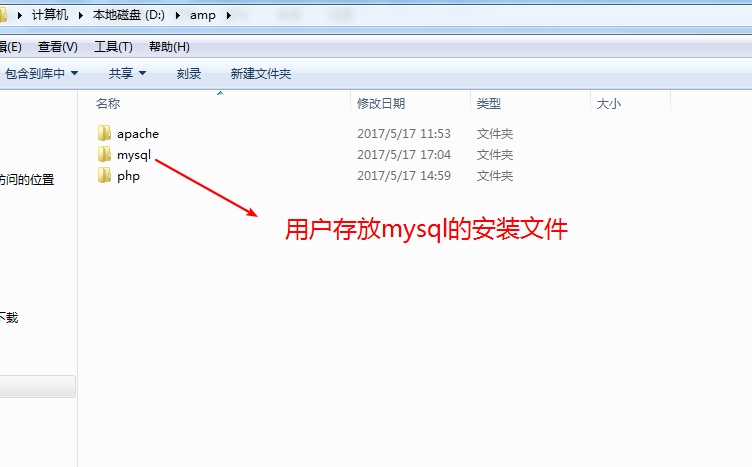 计算机 ▸ 本地磁盘 (D:) ▸ amp ▸
(E) 查看(V) 工具(T) 帮助(H)
包含到库中 共享 刻录 新建文件夹
名称 修改日期 类型 大小
apache 2017/5/17 11:53 文件夹
mysql 2017/5/17 17:04 文件夹
php 2017/5/17 14:59 文件夹
访问的位置
用户存放mysql的安装文件
下载